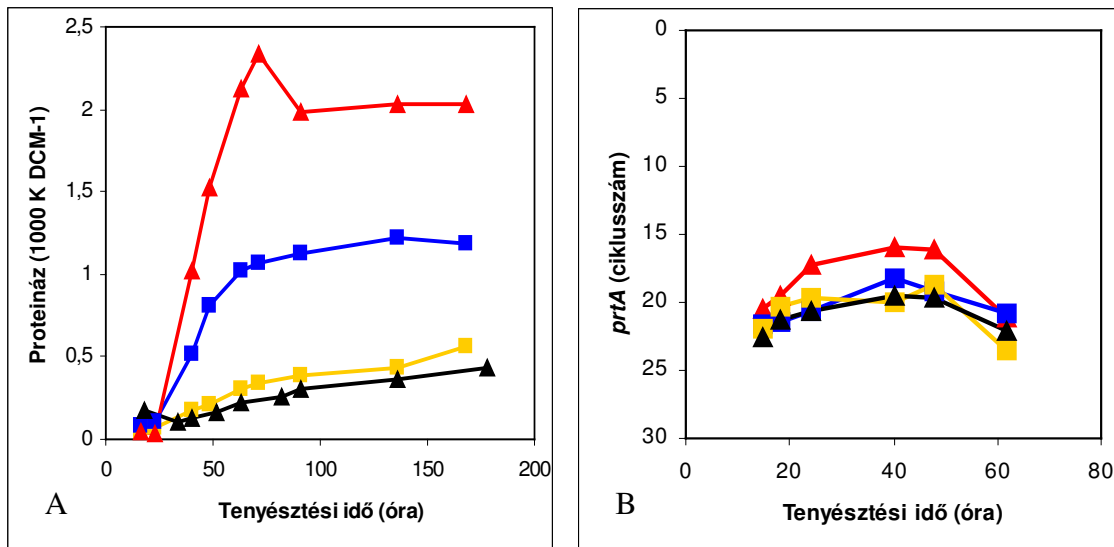 Proteináz (1000 K DCM-1)
2,5
2
1,5
1
0,5
0
0 50 100 150 200
Tenyésztési idő (óra)
A
prtA (ciklusszám)
0
5
10
15
20
25
30
0 20 40 60 80
Tenyésztési idő (óra)
B